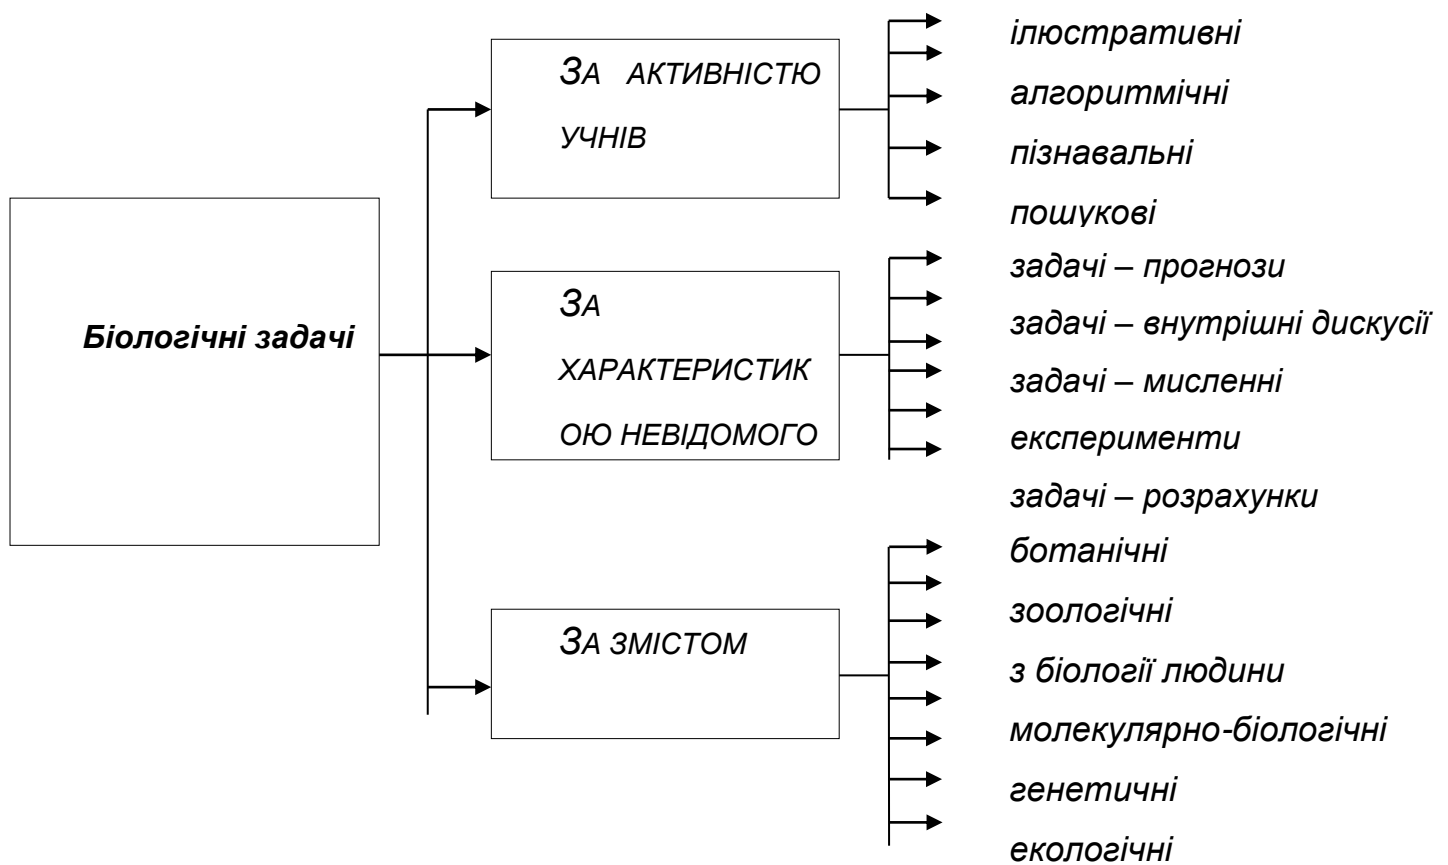 Біологічні задачі
За активністю
учнів
ілюстративні
алгоритмічні
пізнавальні
пошукові
За
характеристик
ою невідомого
задачі – прогнози
задачі – внутрішні дискусії
задачі – мисленні
експерименти
задачі – розрахунки
За змістом
ботанічні
зоологічні
з біології людини
молекулярно-біологічні
генетичні
екологічні